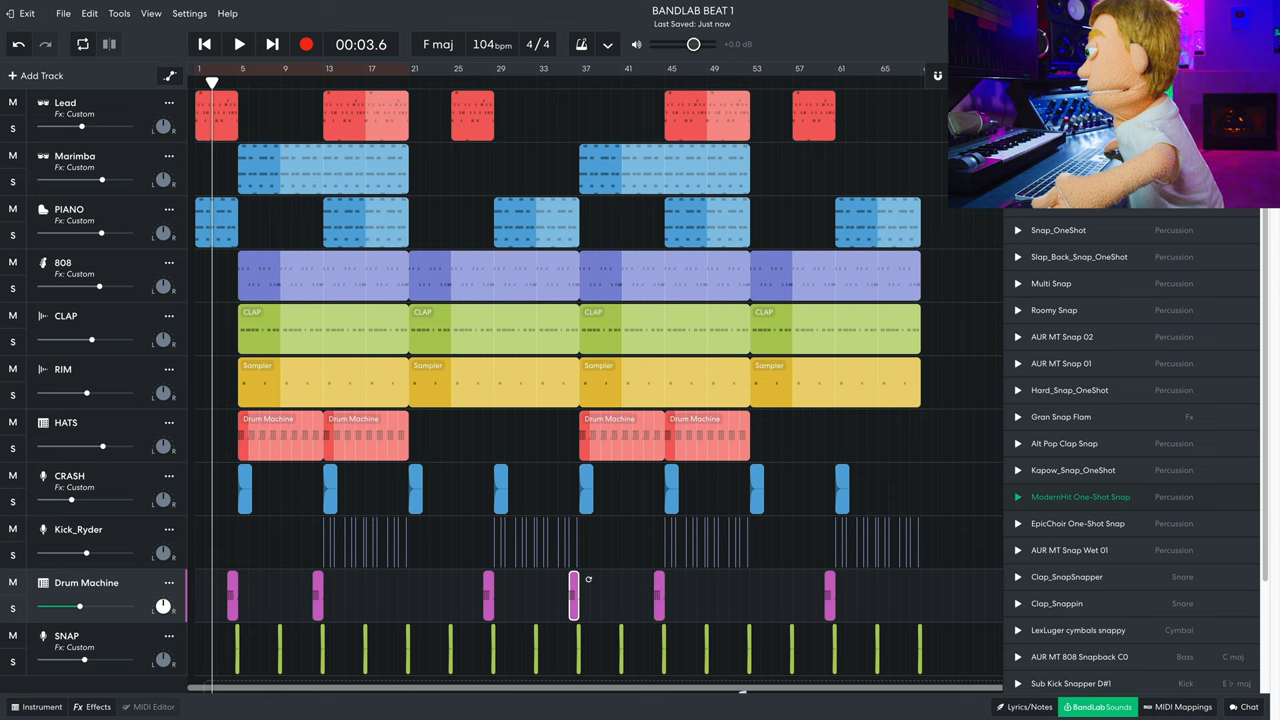 Exit File Edit Tools View Settings Help
BANDLAB BEAT 1
Last Saved: Just now
00:03.6 F maj 104bpm 4/4 +0.0 dB
Add Track
1 5 9 13 17 21 25 29 33 37 41 45 49 53 57 61 65
M Lead
Fx: Custom
S L R
M Marimba
Fx: Custom
S L R
M PIANO
Fx: Custom
S L R
M 808
Fx: Custom
S L R
M CLAP
Fx: Custom
S L R
CLAP CLAP CLAP CLAP
M RIM
Fx: Custom
S L R
Sampler Sampler Sampler Sampler
M HATS
Fx: Custom
S L R
Drum Machine Drum Machine Drum Machine Drum Machine
M CRASH
Fx: Custom
S L R
M Kick_Ryder
S L R
M Drum Machine
S L R
M SNAP
Fx: Custom
S L R
Snap_OneShot Percussion
Slap_Back_Snap_OneShot Percussion
Multi Snap Percussion
Roomy Snap Percussion
AUR MT Snap 02 Percussion
AUR MT Snap 01 Percussion
Hard_Snap_OneShot Percussion
Gran Snap Flam Fx
Alt Pop Clap Snap Percussion
Kapow_Snap_OneShot Percussion
ModernHit One-Shot Snap Percussion
EpicChoir One-Shot Snap Percussion
AUR MT Snap Wet 01 Percussion
Clap_SnapSnapper Snare
Clap_Snappin Snare
LexLuger cymbals snappy Cymbal
AUR MT 808 Snapback C0 Bass C maj
Sub Kick Snapper D#1 Kick E♭ maj
Instrument Effects MIDI Editor Lyrics/Notes BandLab Sounds MIDI Mappings Chat